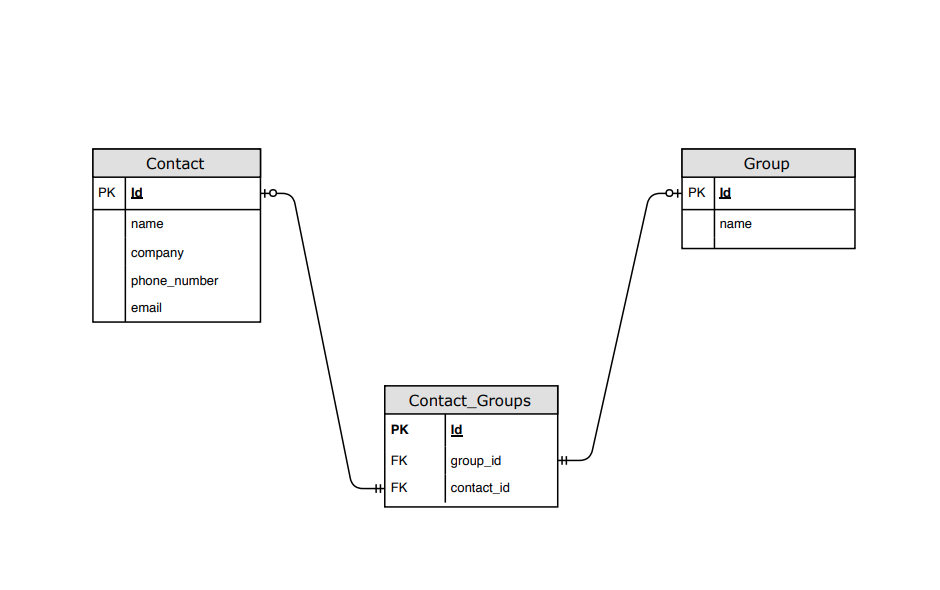 Contact
PK Id
name
company
phone_number
email
Group
PK Id
name
Contact_Groups
PK Id
FK group_id
FK contact_id